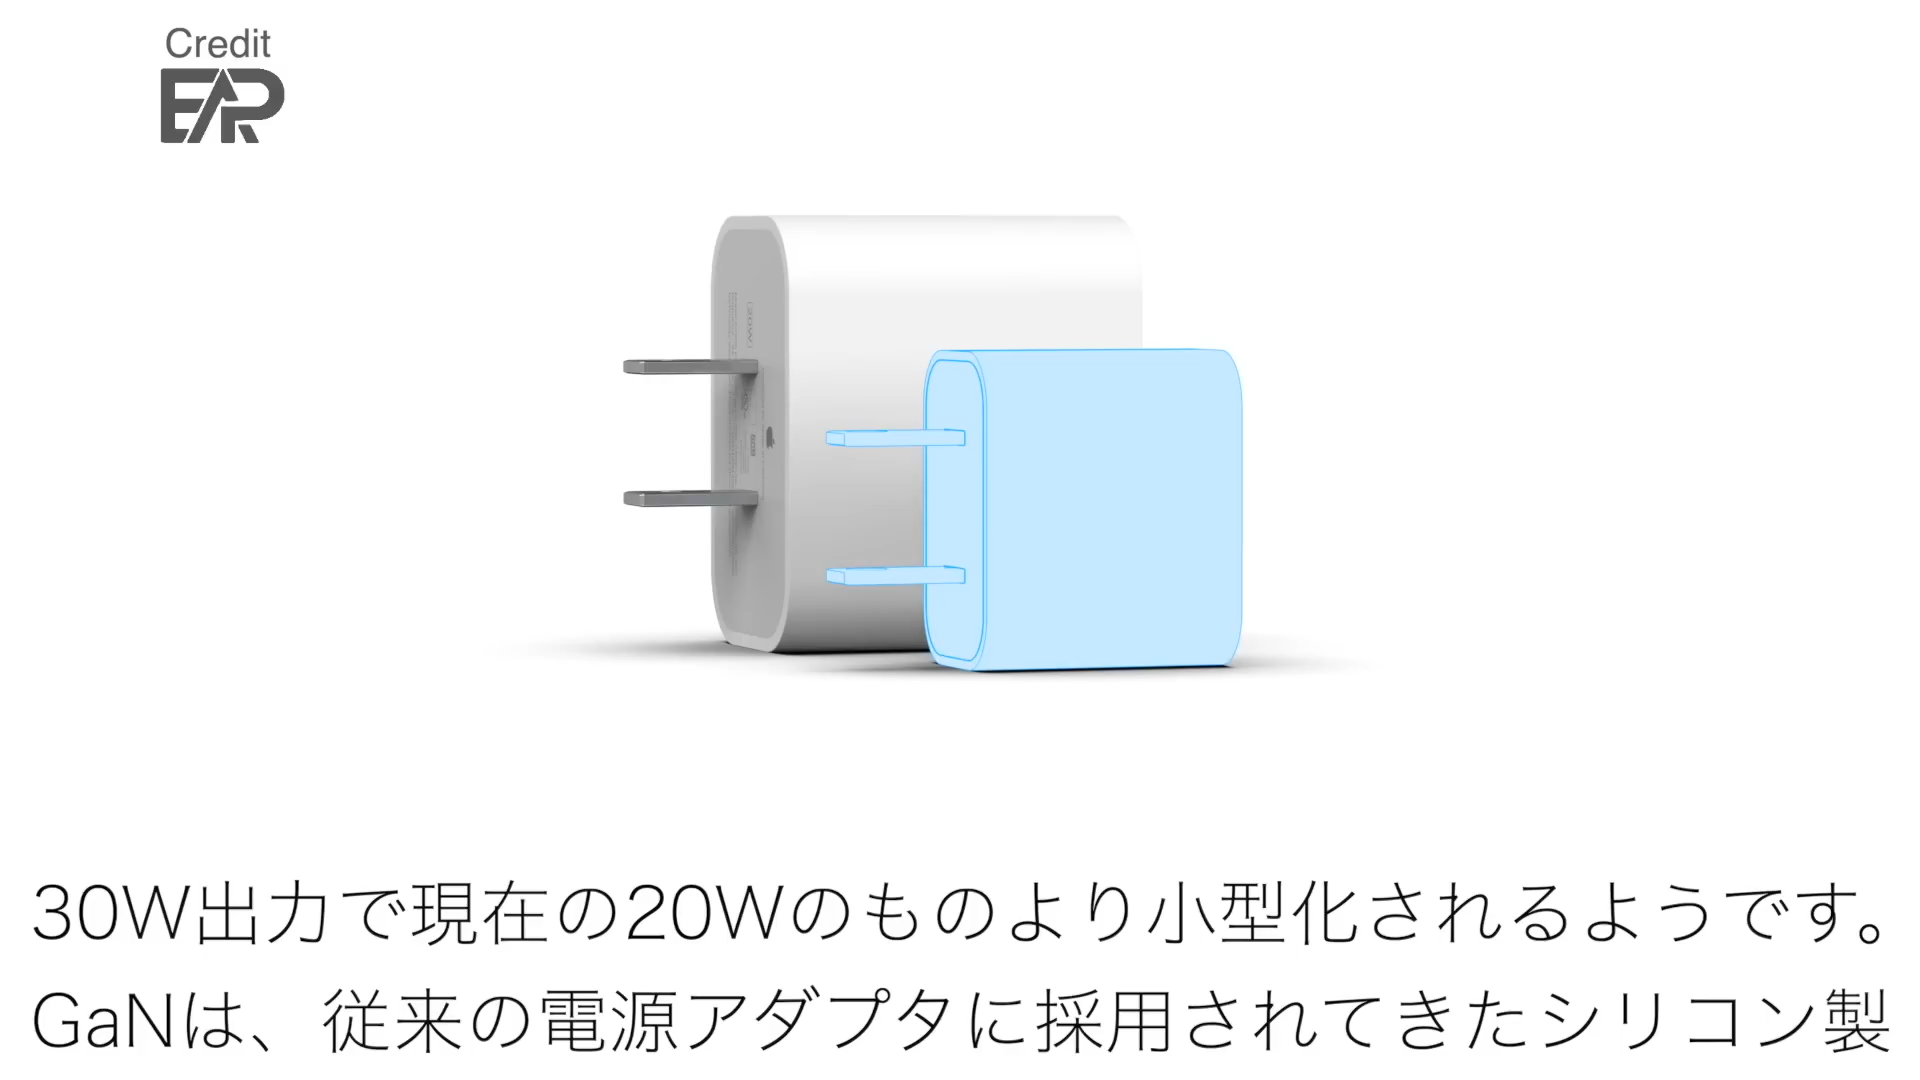 Credit
EAP
30W出力で現在の20Wのものより小型化されるようです。
GaNは、従来の電源アダプタに採用されてきたシリコン製